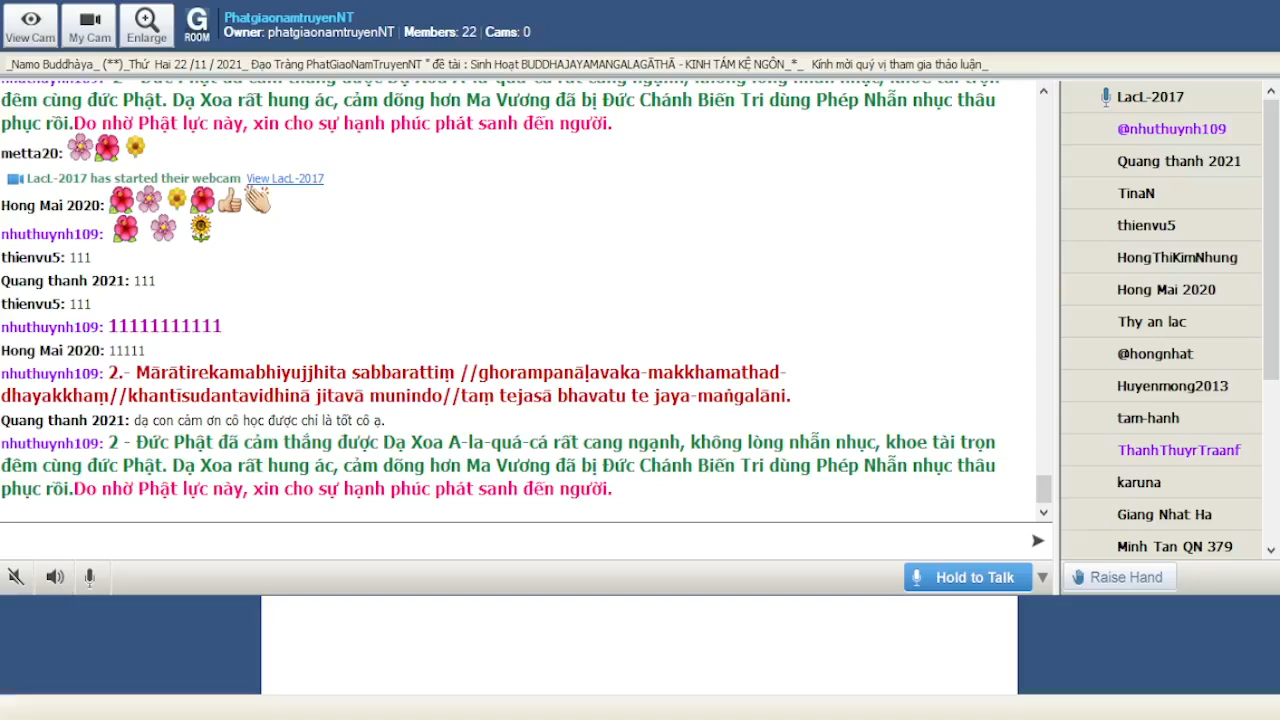 View Cam
My Cam
Enlarge
G
ROOM
PhatgiaonamtruyenNT
Owner: phatgiaonamtruyenNT | Members: 22 | Cams: 0
_Namo Buddhàya_ (**)_Thứ Hai 22 /11 / 2021_ Đạo Tràng PhatGiaoNamTruyenNT " đề tài : Sinh Hoạt BUDDHAJAYAMANGALAGĀTHĀ - KINH TÁM KỆ NGÔN_*_ Kính mời quý vị tham gia thảo luận_
đêm cùng đức Phật. Dạ Xoa rất hung ác, cảm dõng hơn Ma Vương đã bị Đức Chánh Biến Tri dùng Phép Nhẫn nhục thâu
phục rồi.Do nhờ Phật lực này, xin cho sự hạnh phúc phát sanh đến người.
metta20:
LacL-2017 has started their webcam View LacL-2017
Hong Mai 2020:
nhuthuynh109:
thienvu5: 111
Quang thanh 2021: 111
thienvu5: 111
nhuthuynh109: 11111111111
Hong Mai 2020: 11111
nhuthuynh109: 2.- Mārātirekamabhiyujjhita sabbarattiṃ //ghorampanāḷavaka-makkhamathad-
dhayakkhaṃ//khantīsudantavidhinā jitavā munindo//taṃ tejasā bhavatu te jaya-maṅgalāni.
Quang thanh 2021: dạ con cảm ơn cô học được chi là tốt cô ạ.
nhuthuynh109: 2 - Đức Phật đã cảm thắng được Dạ Xoa A-la-quá-cá rất cang ngạnh, không lòng nhẫn nhục, khoe tài trọn
đêm cùng đức Phật. Dạ Xoa rất hung ác, cảm dõng hơn Ma Vương đã bị Đức Chánh Biến Tri dùng Phép Nhẫn nhục thâu
phục rồi.Do nhờ Phật lực này, xin cho sự hạnh phúc phát sanh đến người.
Hold to Talk
LacL-2017
@nhuthuynh109
Quang thanh 2021
TinaN
thienvu5
HongThiKimNhung
Hong Mai 2020
Thy an lac
@hongnhat
Huyenmong2013
tam-hanh
ThanhThuyrTraanf
karuna
Giang Nhat Ha
Minh Tan QN 379
Raise Hand